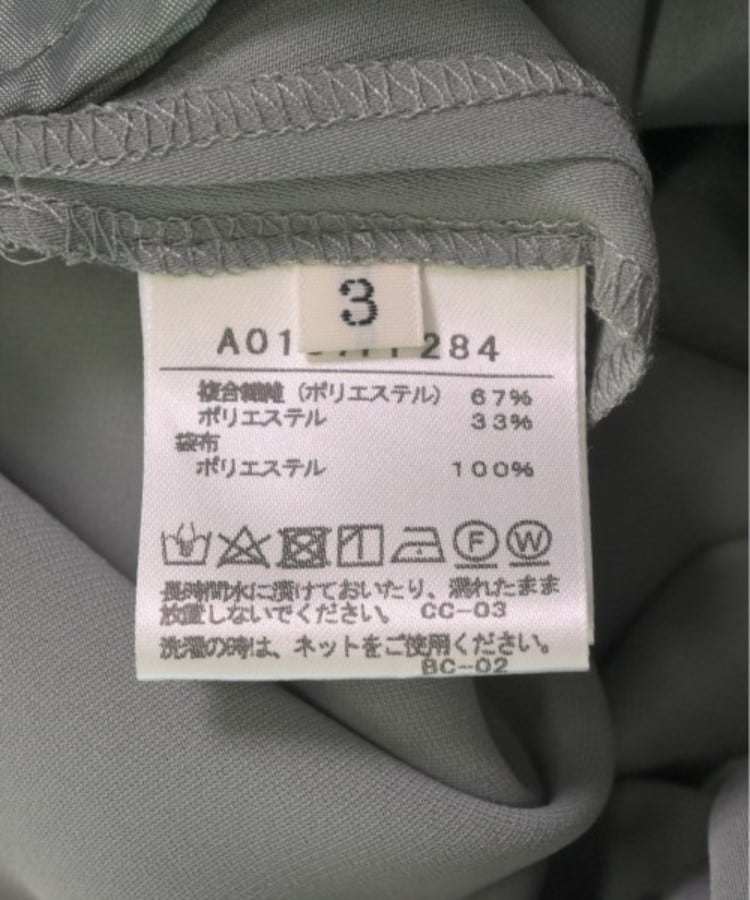 3
284
複合繊維（ポリエステル） 67%
ポリエステル 33%
袋布
ポリエステル 100%
F W
長時間水に漬けておいたり、濡れたまま
放置しないでください。 CC-03
洗濯の時は、ネットをご使用ください。
BC-02